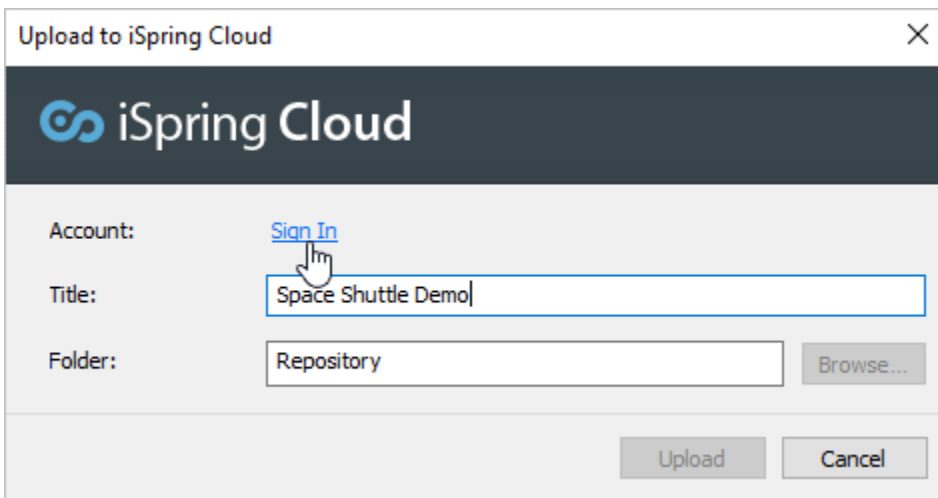 Upload to iSpring Cloud
iSpring Cloud
Account: Sign In
Title: Space Shuttle Demo
Folder: Repository Browse...
Upload Cancel